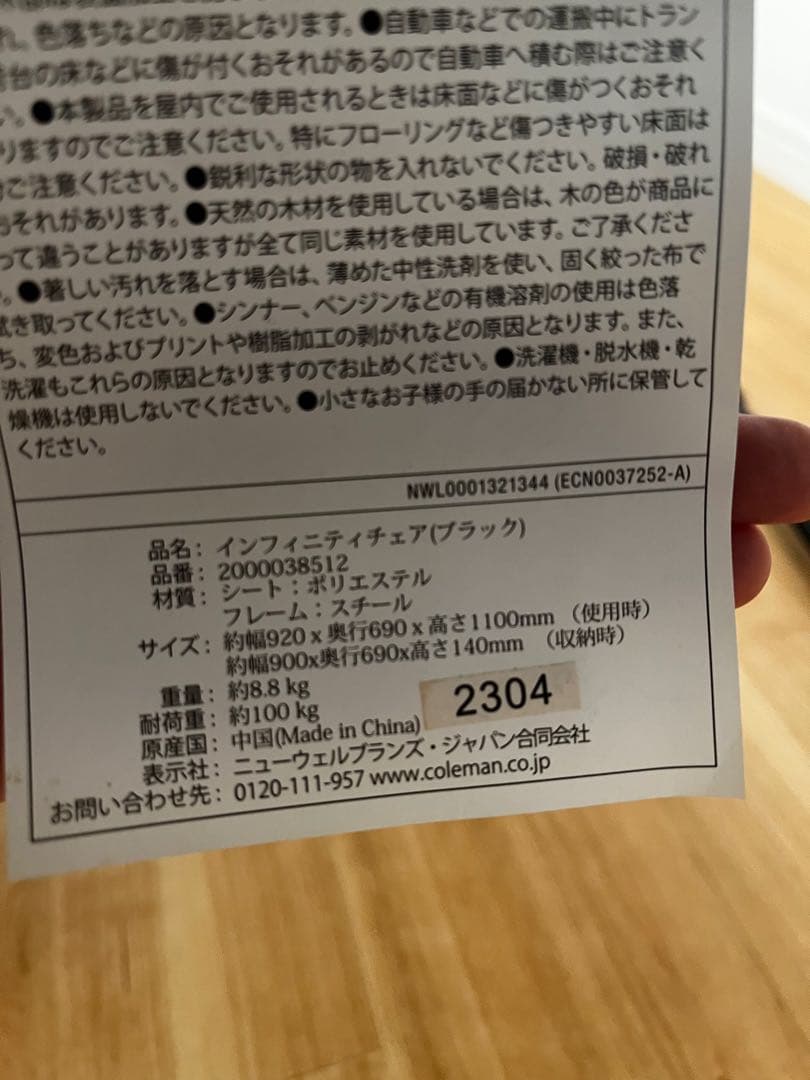 れ、色落ちなどの原因となります。●自動車などでの運搬中にトラン
台の床などに傷が付くおそれがあるので自動車へ積む際はご注意く
い。●本製品を屋内でご使用されるときは床面などに傷がつくおそれ
りますのでご注意ください。特にフローリングなど傷つきやすい床面は
ご注意ください。●鋭利な形状の物を入れないでください。破損・破れ
おそれがあります。●天然の木材を使用している場合は、木の色が商品に
って違うことがありますが全て同じ素材を使用しています。ご了承くださ
。●著しい汚れを落とす場合は、薄めた中性洗剤を使い、固く絞った布で
拭き取ってください。●シンナー、ベンジンなどの有機溶剤の使用は色落
ち、変色およびプリントや樹脂加工の剥がれなどの原因となります。また、
洗濯もこれらの原因となりますのでお止めください。●洗濯機・脱水機・乾
燥機は使用しないでください。●小さなお子様の手の届かない所に保管して
ください。
NWL0001321344 (ECN0037252-A)
品名：インフィニティチェア(ブラック)
品番：2000038512
材質：シート：ポリエステル
フレーム：スチール
サイズ：約幅920 x 奥行690 x 高さ1100mm （使用時）
約幅900x奥行690x高さ140mm （収納時）
重量：約8.8 kg
耐荷重：約100 kg
2304
原産国：中国(Made in China)
表示社：ニューウェルブランズ・ジャパン合同会社
お問い合わせ先：0120-111-957 www.coleman.co.jp